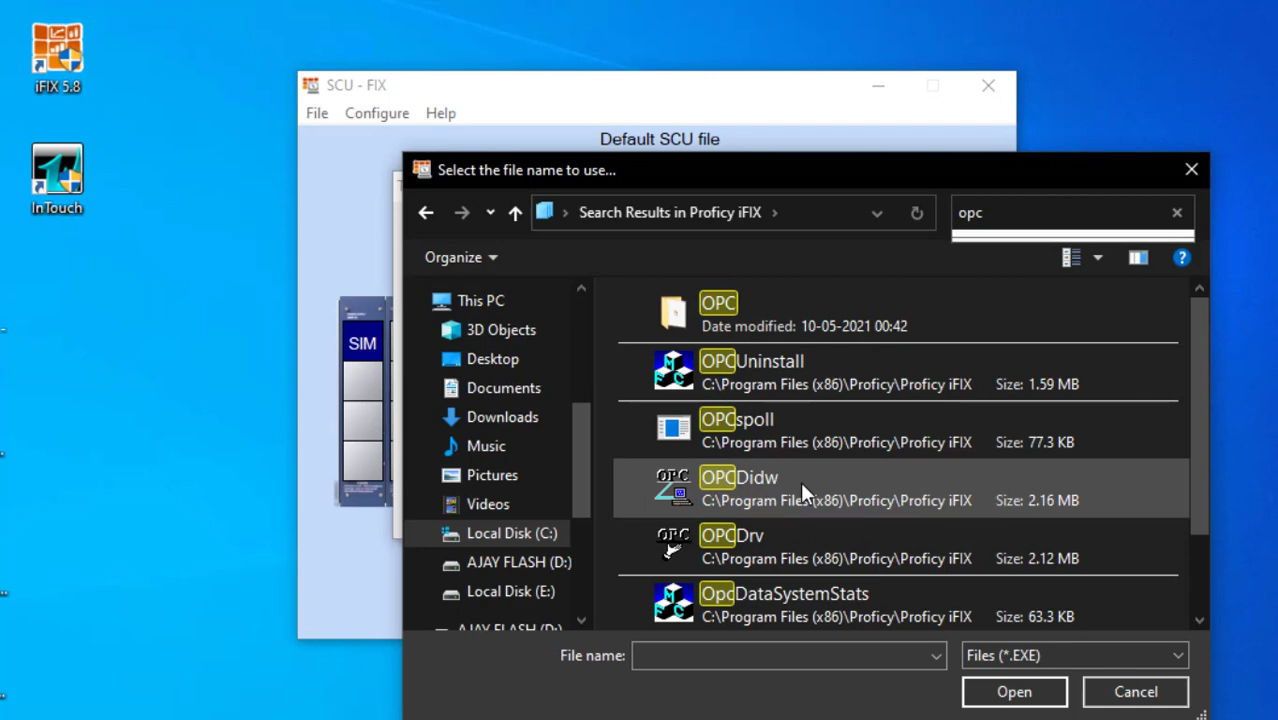 iFIX 5.8
InTouch
SCU - FIX
File Configure Help
Default SCU file
SIM
Select the file name to use...
Search Results in Proficy iFIX
opc
Organize
This PC
3D Objects
Desktop
Documents
Downloads
Music
Pictures
Videos
Local Disk (C:)
AJAY FLASH (D:)
Local Disk (E:)
AJAY FLASH (D:)
OPC
Date modified: 10-05-2021 00:42
OPCUninstall
C:\Program Files (x86)\Proficy\Proficy iFIX Size: 1.59 MB
OPCspoll
C:\Program Files (x86)\Proficy\Proficy iFIX Size: 77.3 KB
OPCDidw
C:\Program Files (x86)\Proficy\Proficy iFIX Size: 2.16 MB
OPCDrv
C:\Program Files (x86)\Proficy\Proficy iFIX Size: 2.12 MB
OpcDataSystemStats
C:\Program Files (x86)\Proficy\Proficy iFIX Size: 63.3 KB
File name:
Files (*.EXE)
Open
Cancel